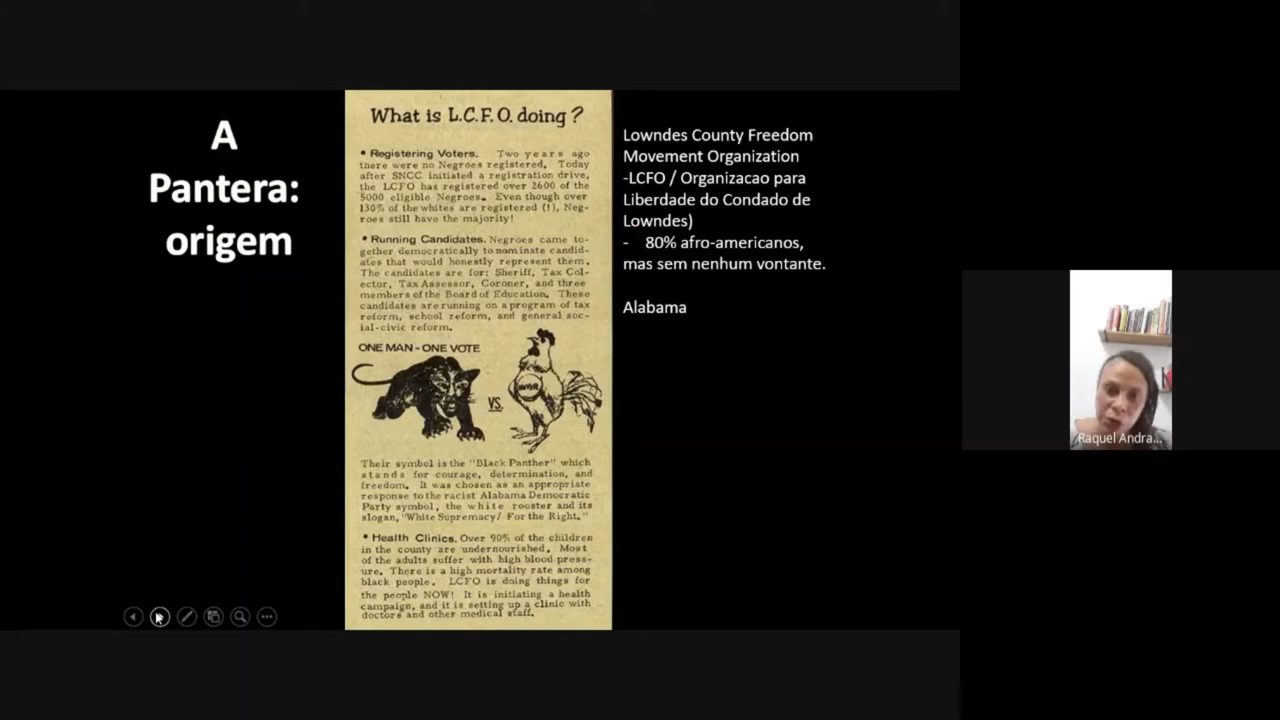 A
Pantera:
origem
What is L.C.F.O. doing?
• Registering Voters. Two years ago
there were no Negroes registered. Today
after SNCC initiated a registration drive,
the LCFO has registered over 2600 of the
5000 eligible Negroes. Even though over
130% of the whites are registered (!), Neg-
roes still have the majority!
• Running Candidates. Negroes came to-
gether democratically to nominate candid-
ates that would honestly represent them.
The candidates are for: Sheriff, Tax Col-
ector, Tax Assessor, Coroner, and three
members of the Board of Education. These
candidates are running on a program of tax
reform, school reform, and general soc-
ial-civic reform.
ONE MAN - ONE VOTE
VS.
Their symbol is the "Black Panther" which
stands for courage, determination, and
freedom. It was chosen as an appropriate
response to the racist Alabama Democratic
Party symbol, the white rooster and its
slogan, "White Supremacy/ For the Right."
• Health Clinics. Over 90% of the children
in the county are undernourished. Most
of the adults suffer with high blood press-
ure. There is a high mortality rate among
black people. LCFO is doing things for
the people NOW! It is initiating a health
campaign, and it is setting up a clinic with
doctors and other medical staff.
Lowndes County Freedom
Movement Organization
-LCFO / Organizacao para
Liberdade do Condado de
Lowndes)
- 80% afro-americanos,
mas sem nenhum vontante.
Alabama
Raquel Andra...